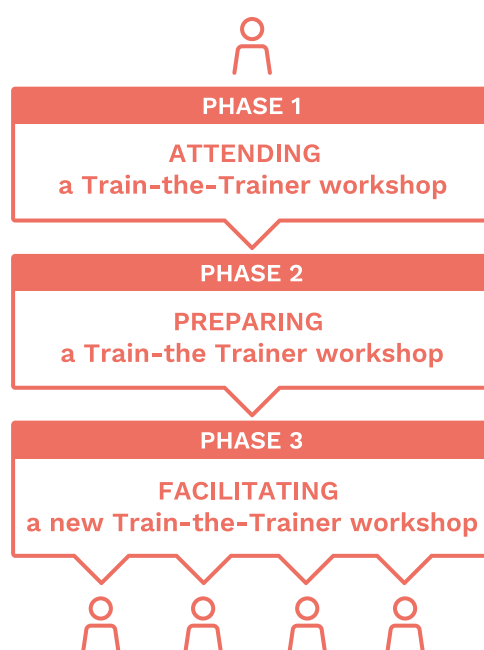 PHASE 1
ATTENDING
a Train-the-Trainer workshop
PHASE 2
PREPARING
a Train-the Trainer workshop
PHASE 3
FACILITATING
a new Train-the-Trainer workshop